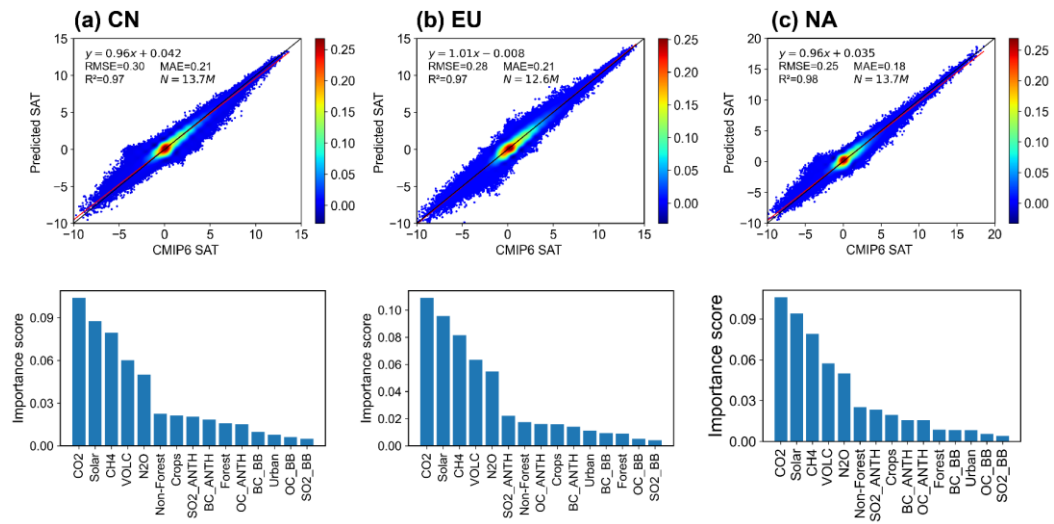 (a) CN
15
10
5
0
−5
−10
Predicted SAT
y = 0.96x + 0.042
RMSE=0.30 MAE=0.21
R²=0.97 N = 13.7M
−10 −5 0 5 10 15
CMIP6 SAT
0.25
0.20
0.15
0.10
0.05
0.00
(b) EU
15
10
5
0
−5
−10
Predicted SAT
y = 1.01x − 0.008
RMSE=0.28 MAE=0.21
R²=0.97 N = 12.6M
−10 −5 0 5 10 15
CMIP6 SAT
0.25
0.20
0.15
0.10
0.05
0.00
(c) NA
20
15
10
5
0
−5
−10
Predicted SAT
y = 0.96x + 0.035
RMSE=0.25 MAE=0.18
R²=0.98 N = 13.7M
−10 −5 0 5 10 15 20
CMIP6 SAT
0.25
0.20
0.15
0.10
0.05
0.00
Importance score
0.09
0.06
0.03
0.00
CO2
Solar
CH4
VOLC
N2O
Non-Forest
Crops
SO2_ANTH
BC_ANTH
Forest
OC_ANTH
BC_BB
Urban
OC_BB
SO2_BB
Importance score
0.10
0.08
0.06
0.04
0.02
0.00
CO2
Solar
CH4
VOLC
N2O
SO2_ANTH
Non-Forest
Crops
OC_ANTH
BC_ANTH
Urban
BC_BB
Forest
OC_BB
SO2_BB
Importance score
0.09
0.06
0.03
0.00
CO2
Solar
CH4
VOLC
N2O
Non-Forest
SO2_ANTH
Crops
BC_ANTH
OC_ANTH
Forest
BC_BB
Urban
OC_BB
SO2_BB